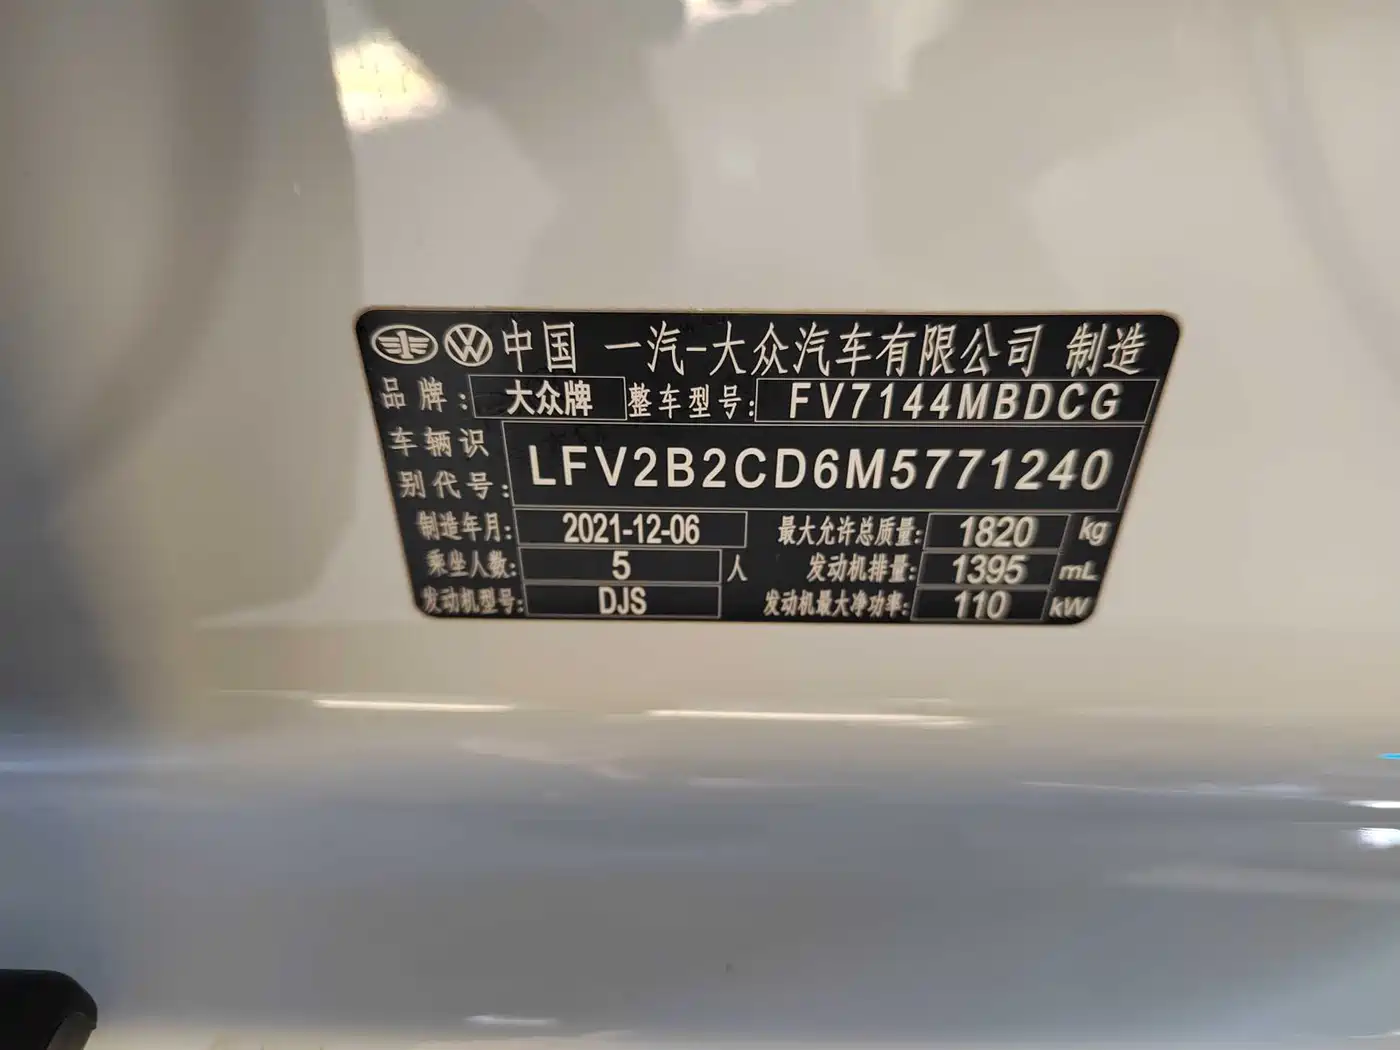 中国 一汽-大众汽车有限公司 制造
品牌: 大众牌 整车型号: FV7144MBDCG
车辆识别代号: LFV2B2CD6M5771240
制造年月: 2021-12-06 最大允许总质量: 1820 kg
乘坐人数: 5 人 发动机排量: 1395 mL
发动机型号: DJS 发动机最大净功率: 110 kW